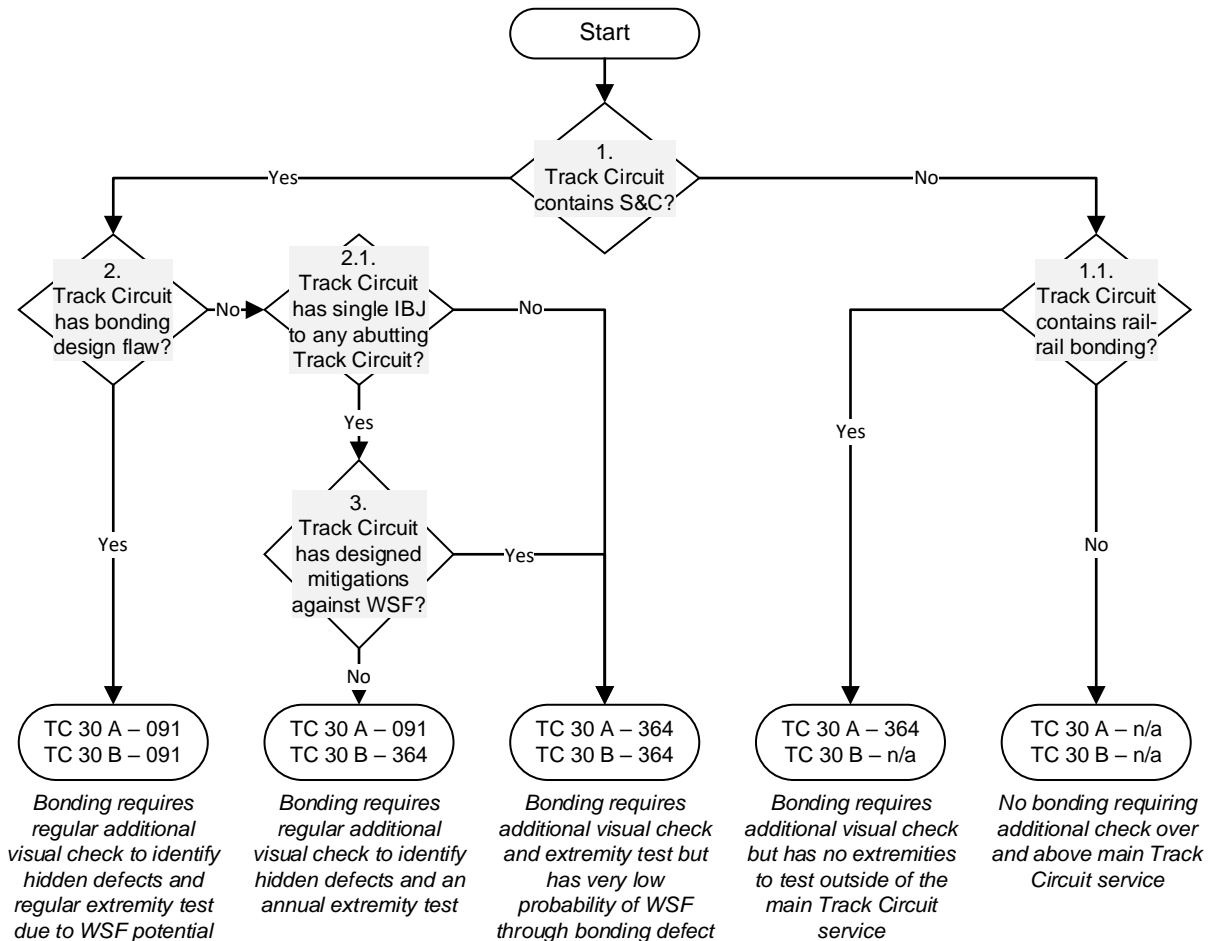 Start
1.
Track Circuit
contains S&C?
Yes
No
2.
Track Circuit
has bonding
design flaw?
No
2.1.
Track Circuit
has single IBJ
to any abutting
Track Circuit?
No
1.1.
Track Circuit
contains rail-
rail bonding?
Yes
Yes
3.
Track Circuit
has designed
mitigations
against WSF?
Yes
Yes
No
No
TC 30 A – 091
TC 30 B – 091
Bonding requires
regular additional
visual check to identify
hidden defects and
regular extremity test
due to WSF potential
TC 30 A – 091
TC 30 B – 364
Bonding requires
regular additional
visual check to identify
hidden defects and an
annual extremity test
TC 30 A – 364
TC 30 B – 364
Bonding requires
additional visual check
and extremity test but
has very low
probability of WSF
through bonding defect
TC 30 A – 364
TC 30 B – n/a
Bonding requires
additional visual check
but has no extremities
to test outside of the
main Track Circuit
service
TC 30 A – n/a
TC 30 B – n/a
No bonding requiring
additional check over
and above main Track
Circuit service